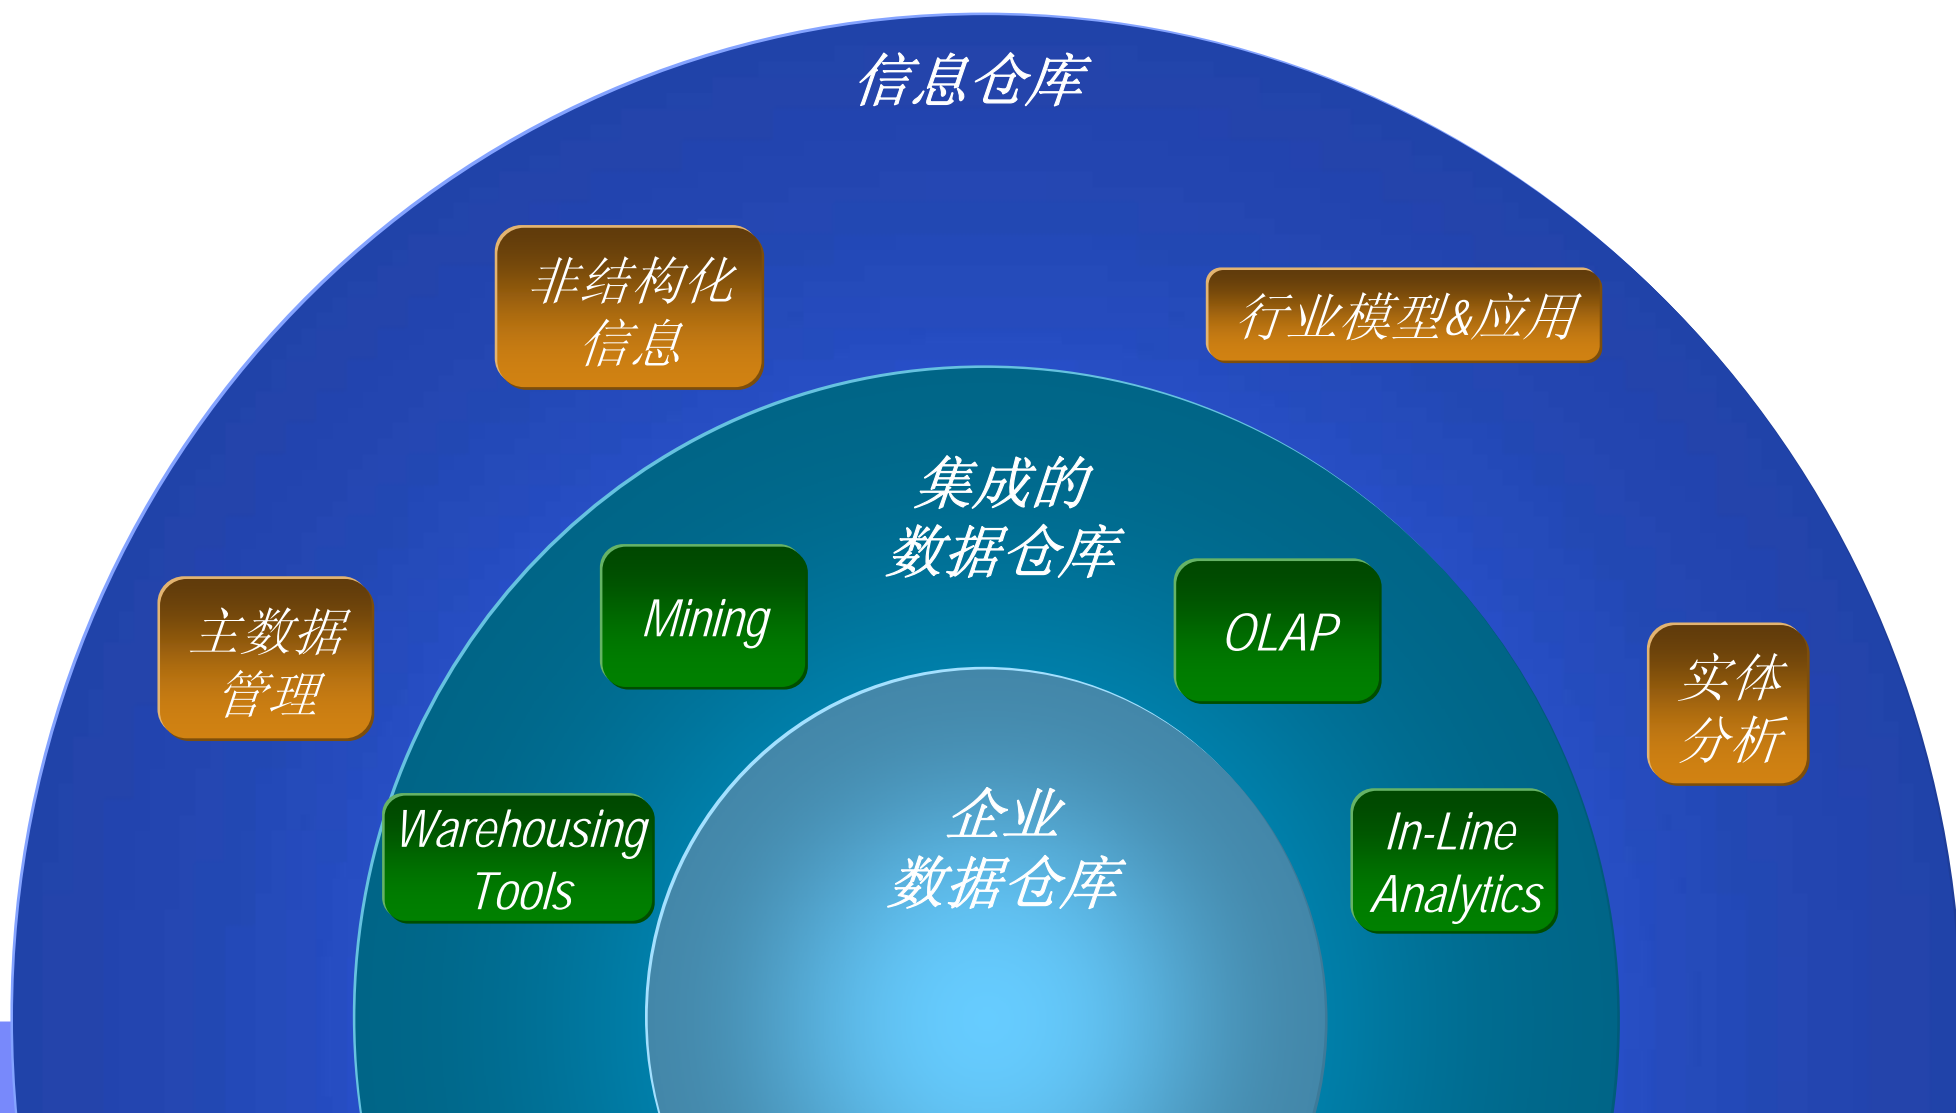 信息仓库
非结构化
信息
行业模型&应用
集成的
数据仓库
Mining
OLAP
主数据
管理
实体
分析
Warehousing
Tools
企业
数据仓库
In-Line
Analytics